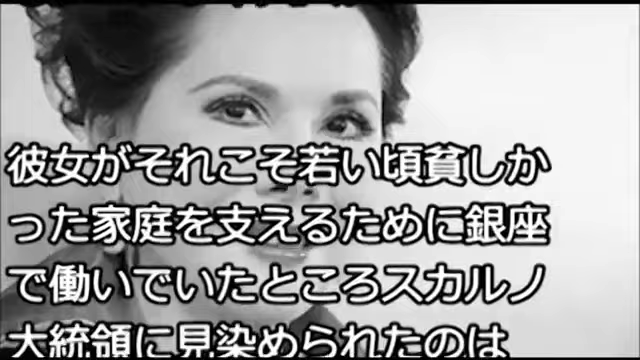 彼女がそれこそ若い頃貧しか
った家庭を支えるために銀座
で働いでいたところスカルノ
大統領に見染められたのは